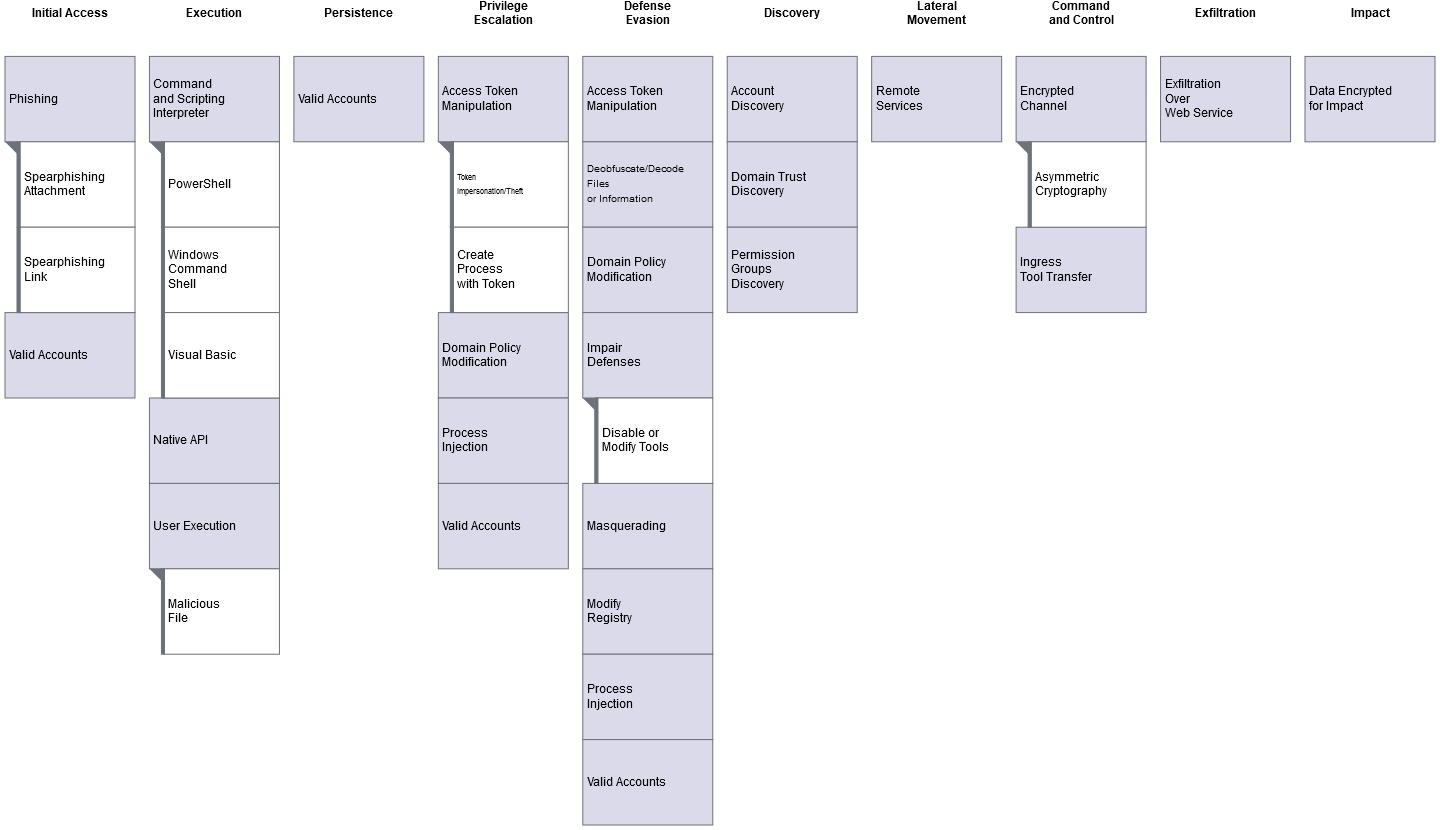 Initial Access
Execution
Persistence
Privilege
Escalation
Defense
Evasion
Discovery
Lateral
Movement
Command
and Control
Exfiltration
Impact
Phishing
Spearphishing
Attachment
Spearphishing
Link
Valid Accounts
Command
and Scripting
Interpreter
PowerShell
Windows
Command
Shell
Visual Basic
Native API
User Execution
Malicious
File
Valid Accounts
Access Token
Manipulation
Token
Impersonation/Theft
Create
Process
with Token
Domain Policy
Modification
Process
Injection
Valid Accounts
Access Token
Manipulation
Deobfuscate/Decode
Files
or Information
Domain Policy
Modification
Impair
Defenses
Disable or
Modify Tools
Masquerading
Modify
Registry
Process
Injection
Valid Accounts
Account
Discovery
Domain Trust
Discovery
Permission
Groups
Discovery
Remote
Services
Encrypted
Channel
Asymmetric
Cryptography
Ingress
Tool Transfer
Exfiltration
Over
Web Service
Data Encrypted
for Impact